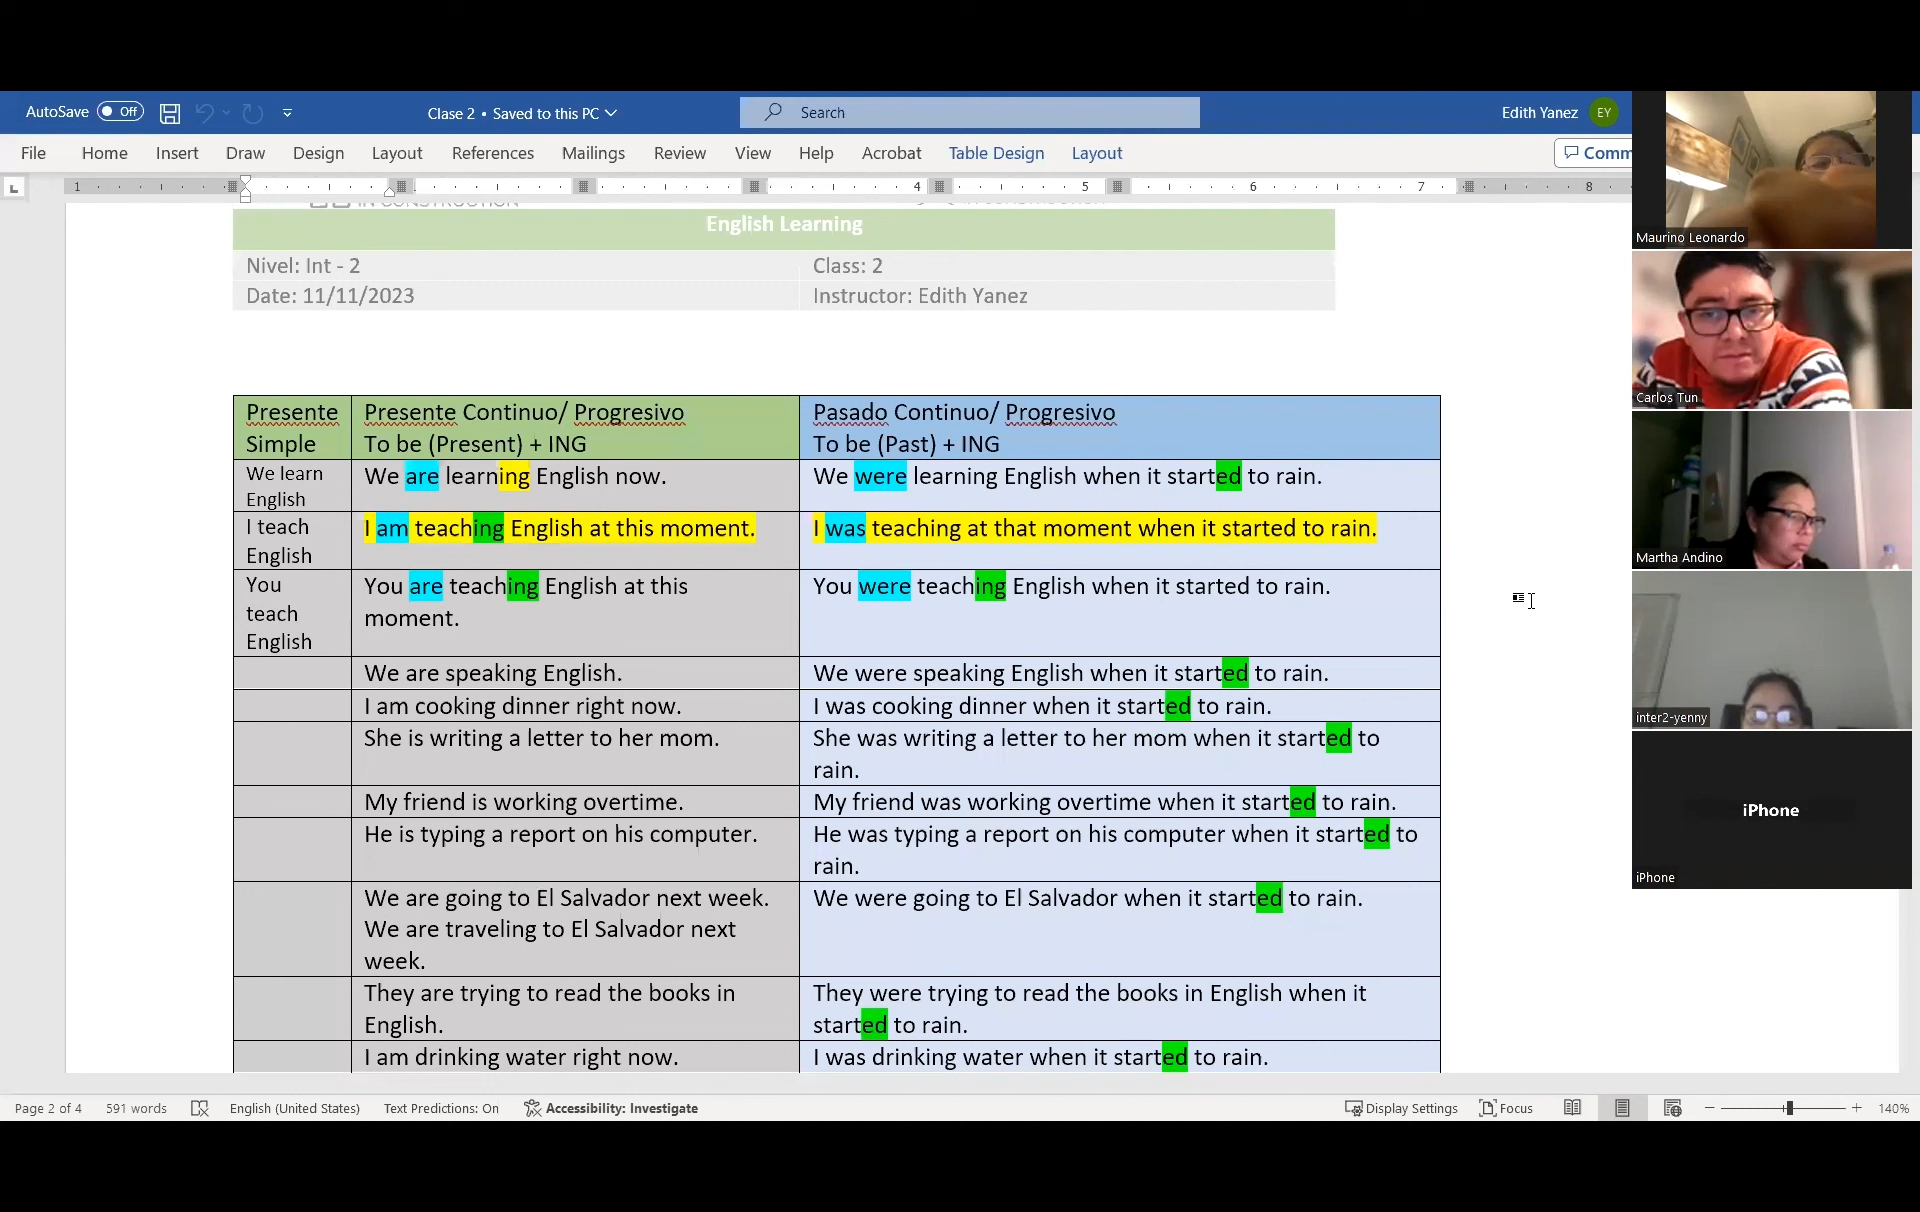 AutoSave Off
Clase 2 • Saved to this PC
Search
Edith Yanez EY
File Home Insert Draw Design Layout References Mailings Review View Help Acrobat Table Design Layout
Comm
1 4 5 6 7 8
IN CONSTRUCTION
English Learning
Nivel: Int - 2 Class: 2
Date: 11/11/2023 Instructor: Edith Yanez
Presente Presente Continuo/ Progresivo Pasado Continuo/ Progresivo
Simple To be (Present) + ING To be (Past) + ING
We learn We are learning English now. We were learning English when it started to rain.
English
I teach I am teaching English at this moment. I was teaching at that moment when it started to rain.
English
You You are teaching English at this You were teaching English when it started to rain.
teach moment.
English
We are speaking English. We were speaking English when it started to rain.
I am cooking dinner right now. I was cooking dinner when it started to rain.
She is writing a letter to her mom. She was writing a letter to her mom when it started to
rain.
My friend is working overtime. My friend was working overtime when it started to rain.
He is typing a report on his computer. He was typing a report on his computer when it started to
rain.
We are going to El Salvador next week. We were going to El Salvador when it started to rain.
We are traveling to El Salvador next
week.
They are trying to read the books in They were trying to read the books in English when it
English. started to rain.
I am drinking water right now. I was drinking water when it started to rain.
Page 2 of 4 591 words English (United States) Text Predictions: On Accessibility: Investigate Display Settings Focus 140%
Maurino Leonardo
Carlos Tun
Martha Andino
inter2-yenny
iPhone
iPhone